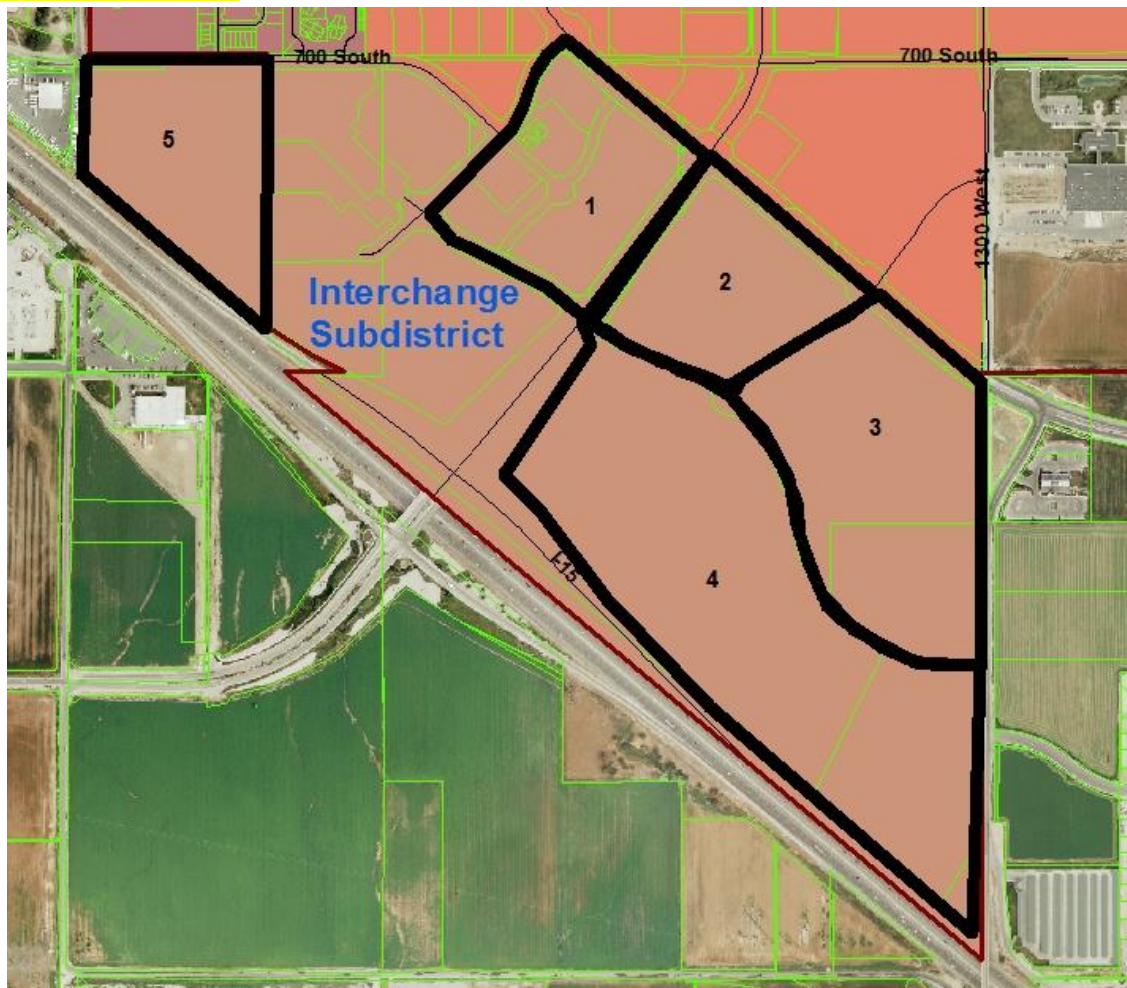 700 South
700 South
5
1
1300 West
2
Interchange
Subdistrict
3
I-15
4